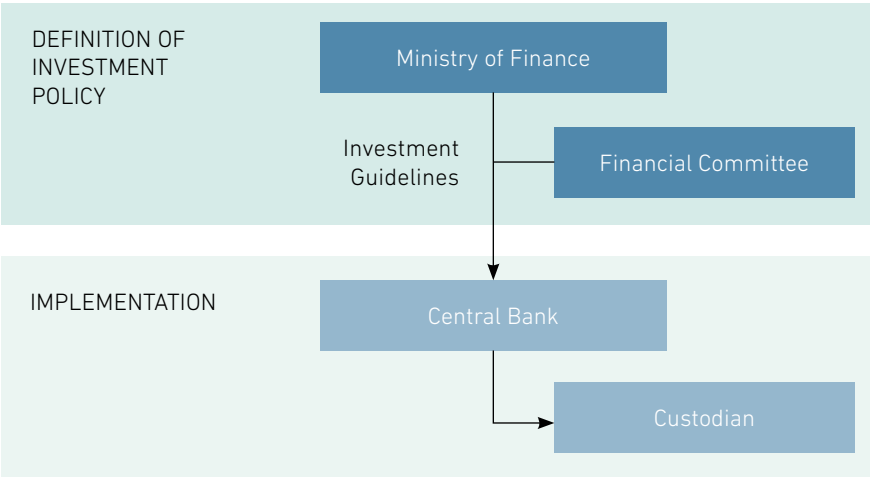 DEFINITION OF
INVESTMENT
POLICY
Ministry of Finance
Investment
Guidelines
Financial Committee
IMPLEMENTATION
Central Bank
Custodian